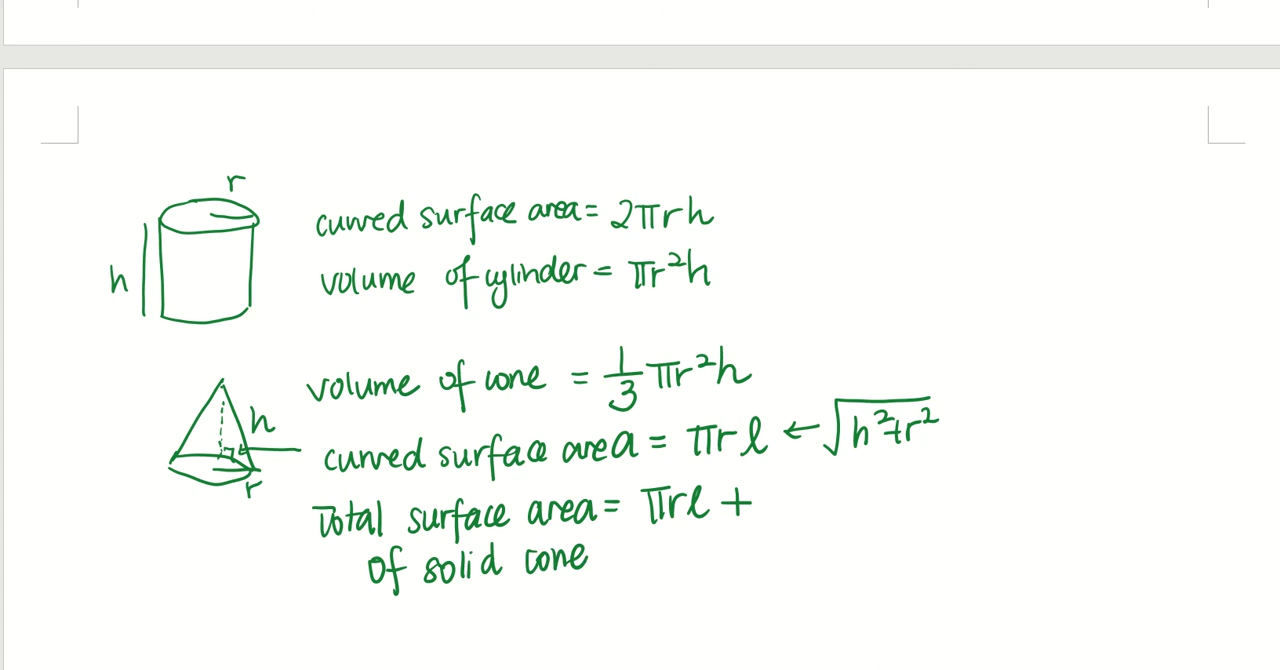 r
curved surface area = 2πrh
h
volume of cylinder = πr²h
volume of cone = 1/3 πr²h
h
curved surface area = πrl ← √h²+r²
r
Total surface area = πrl +
of solid cone